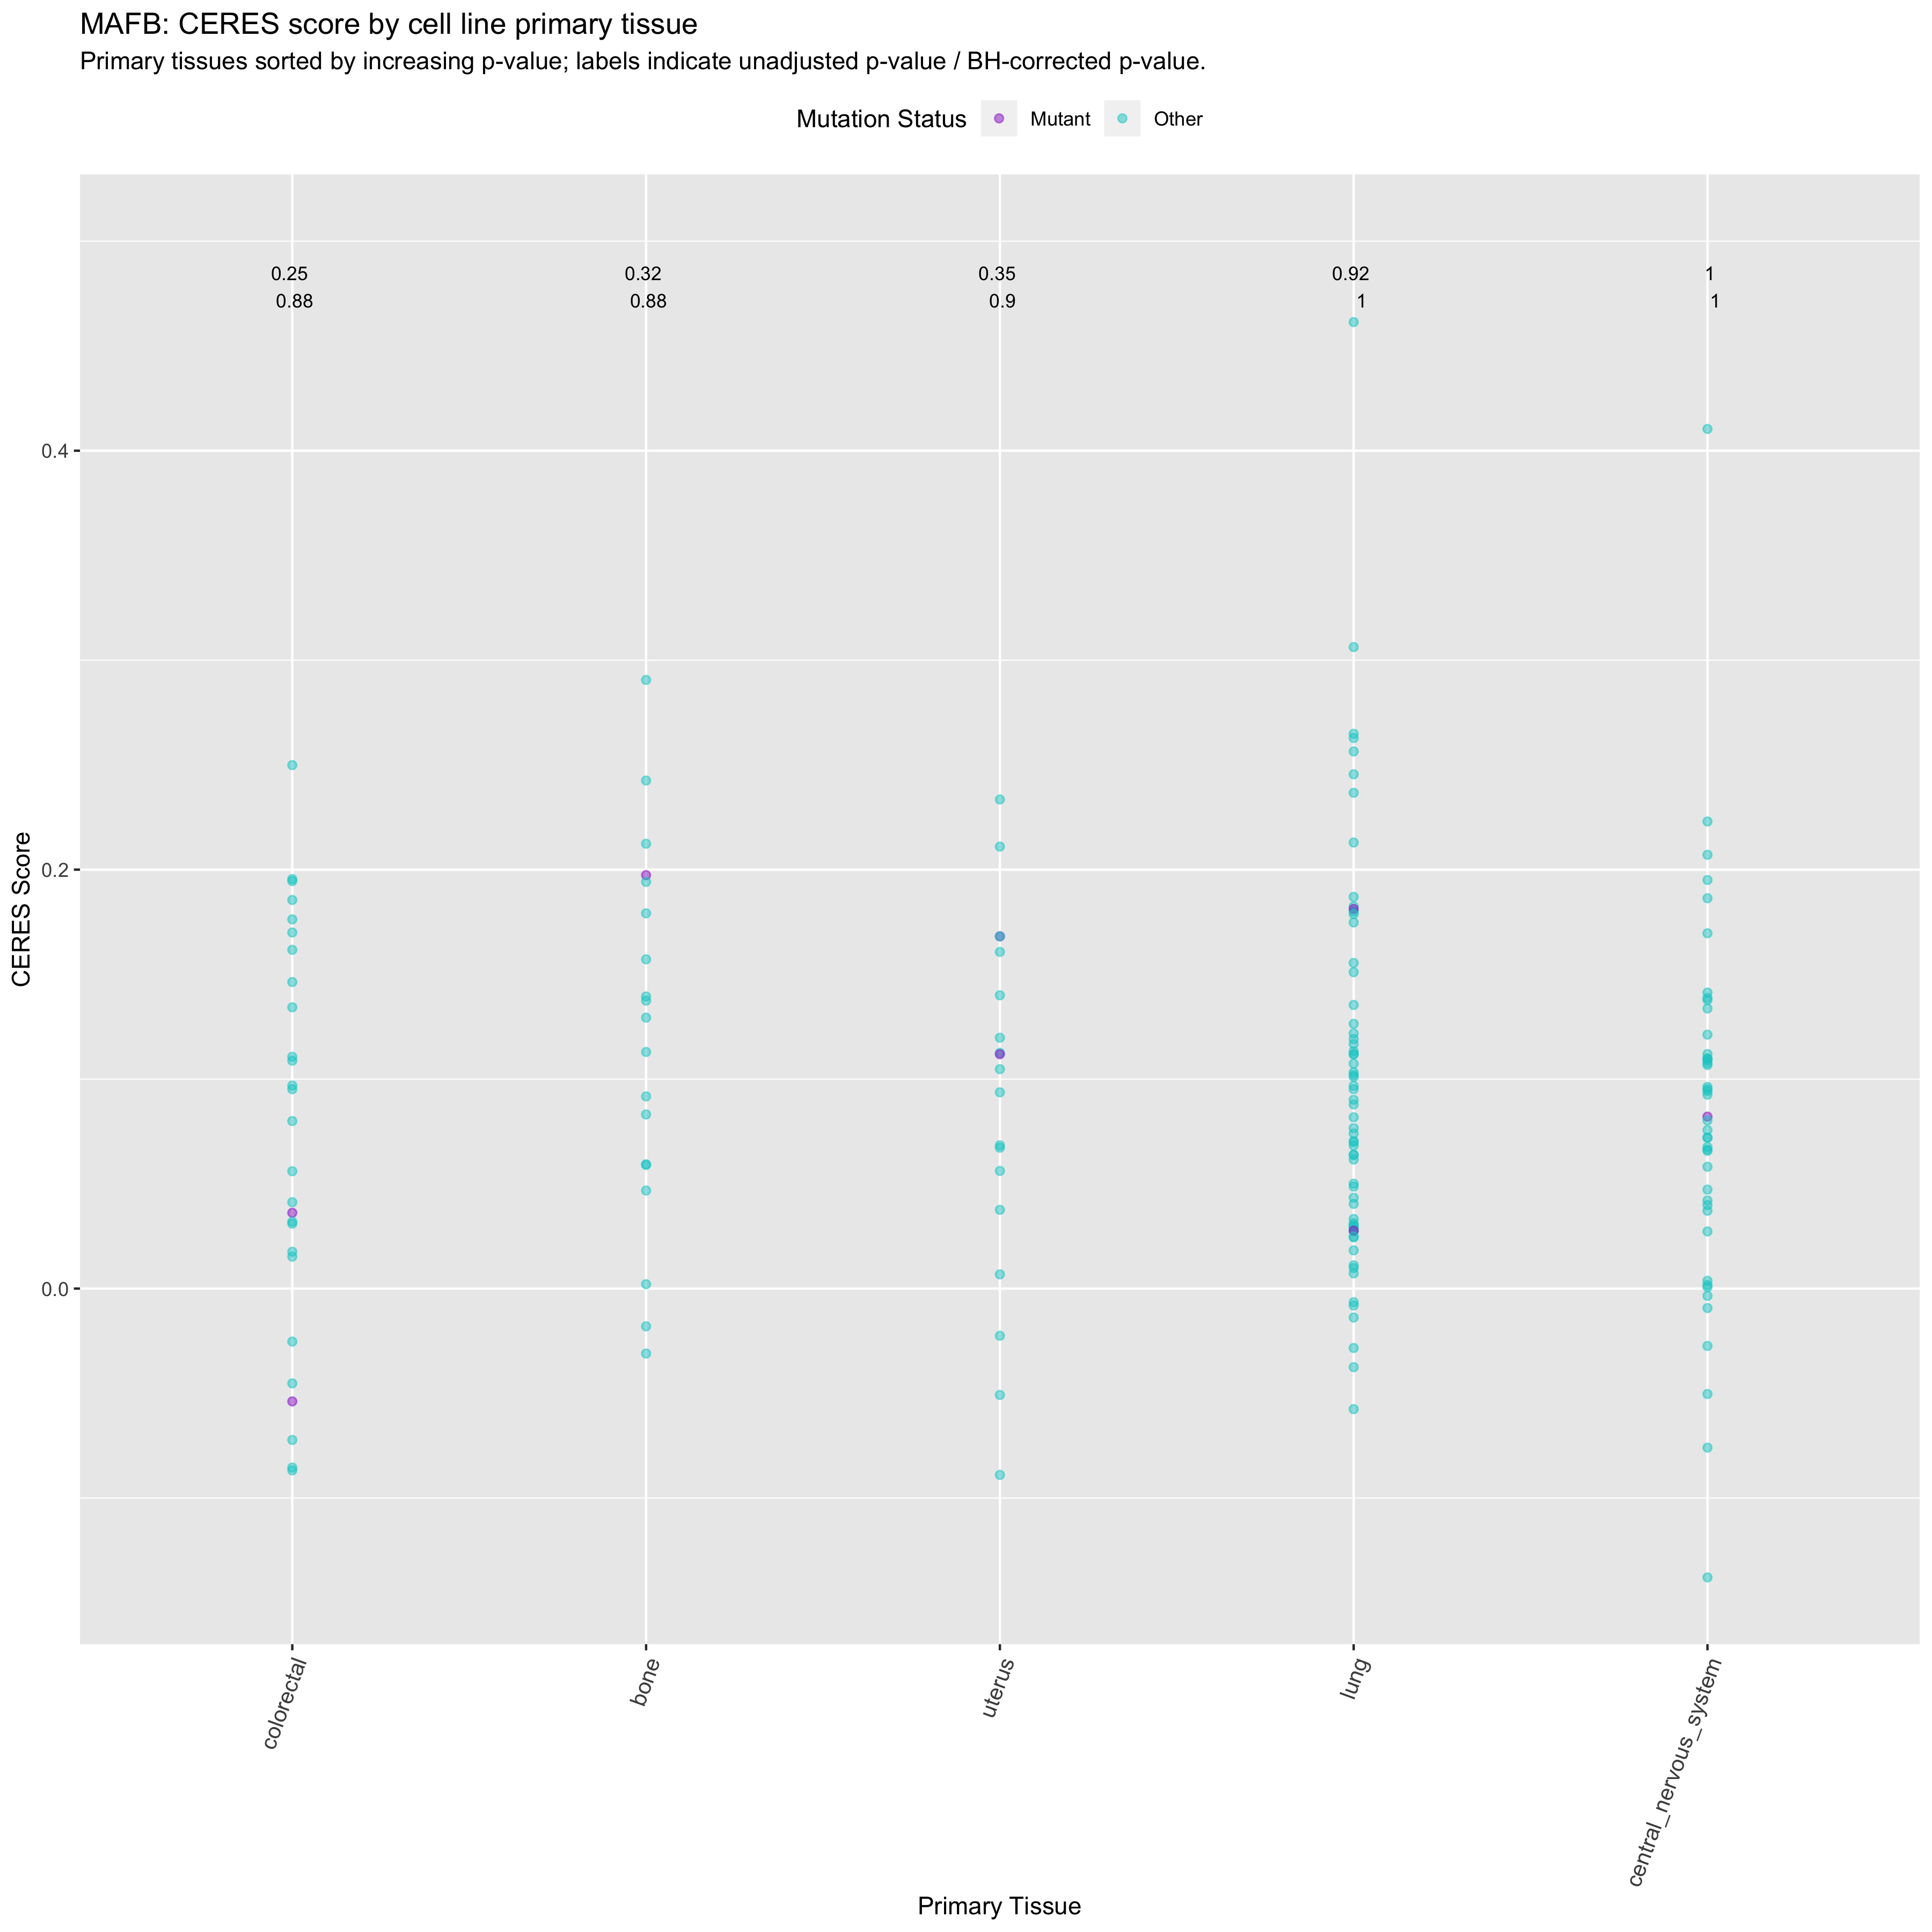 MAFB: CERES score by cell line primary tissue
Primary tissues sorted by increasing p-value; labels indicate unadjusted p-value / BH-corrected p-value.
Mutation Status Mutant Other
0.25 0.32 0.35 0.92 1
0.88 0.88 0.9 1 1
0.4
0.2
0.0
CERES Score
colorectal bone uterus lung central_nervous_system
Primary Tissue